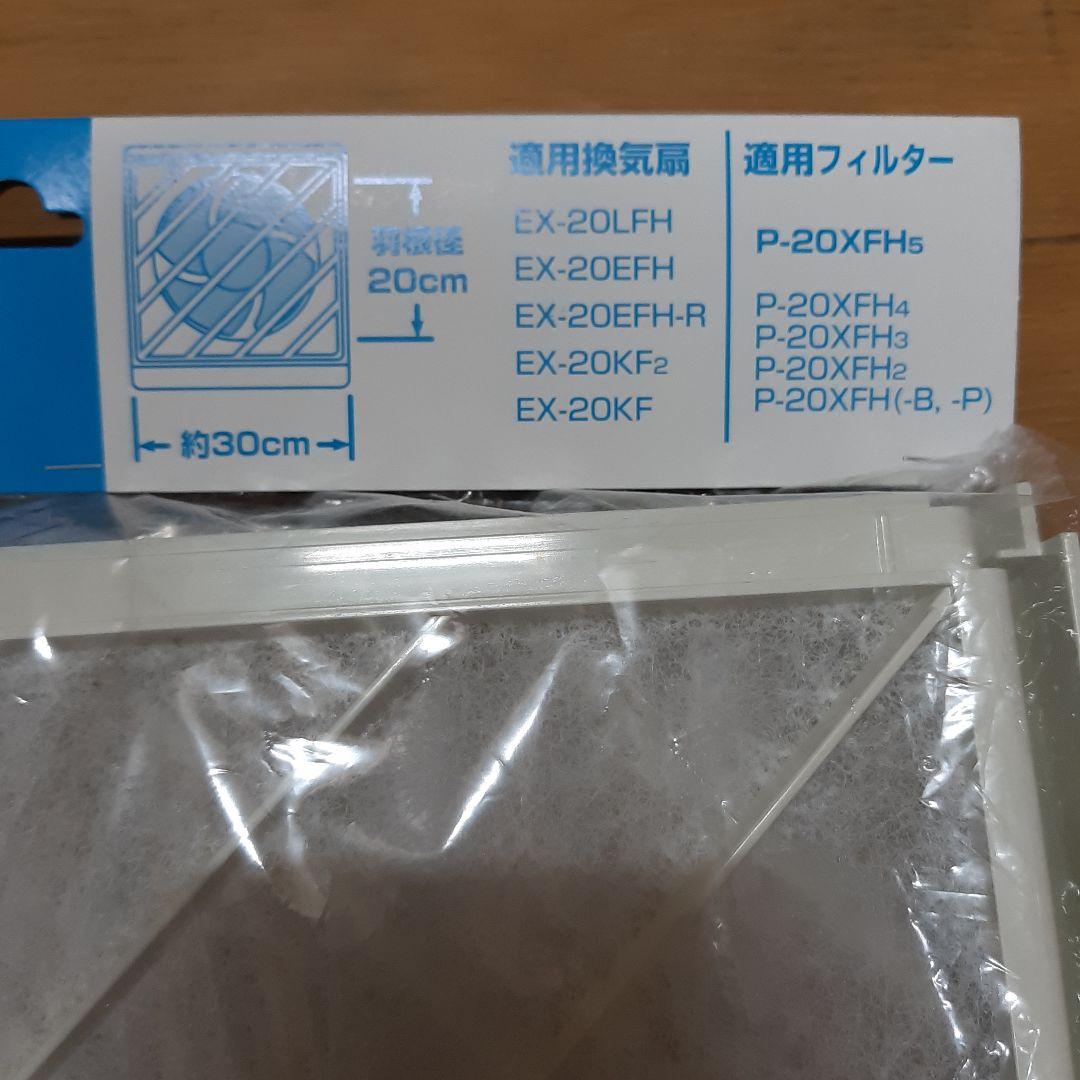 羽根径
20cm
約30cm
適用換気扇
EX-20LFH
EX-20EFH
EX-20EFH-R
EX-20KF2
EX-20KF
適用フィルター
P-20XFH5
P-20XFH4
P-20XFH3
P-20XFH2
P-20XFH(-B, -P)